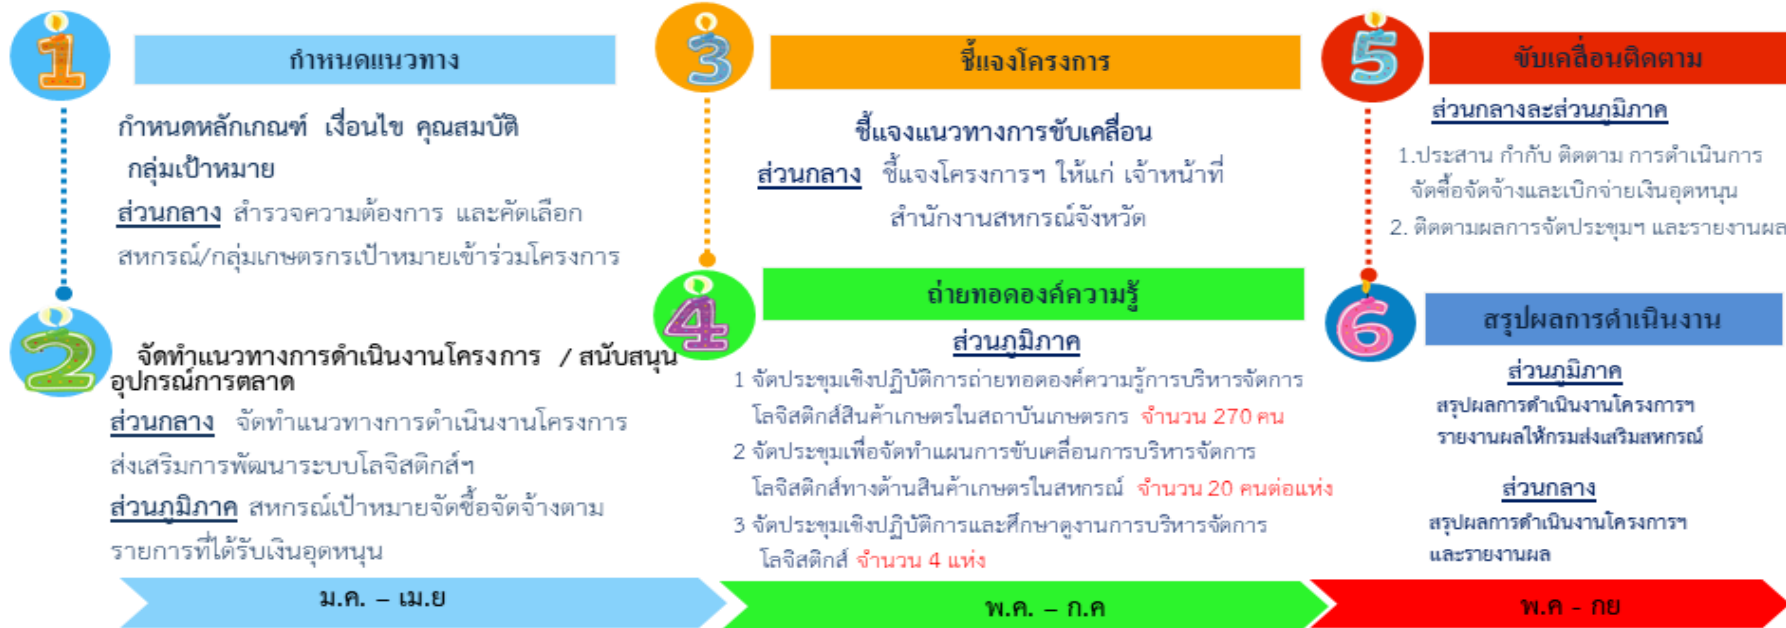 1
กำหนดแนวทาง
กำหนดหลักเกณฑ์ เงื่อนไข คุณสมบัติ
กลุ่มเป้าหมาย
ส่วนกลาง สำรวจความต้องการ และคัดเลือก
สหกรณ์/กลุ่มเกษตรกรเป้าหมายเข้าร่วมโครงการ
2
จัดทำแนวทางการดำเนินงานโครงการ / สนับสนุน
อุปกรณ์การตลาด
ส่วนกลาง จัดทำแนวทางการดำเนินงานโครงการ
ส่งเสริมการพัฒนาระบบโลจิสติกส์ฯ
ส่วนภูมิภาค สหกรณ์เป้าหมายจัดซื้อจัดจ้างตาม
รายการที่ได้รับเงินอุดหนุน
ม.ค. – เม.ย
3
ชี้แจงโครงการ
ชี้แจงแนวทางการขับเคลื่อน
ส่วนกลาง ชี้แจงโครงการฯ ให้แก่ เจ้าหน้าที่
สำนักงานสหกรณ์จังหวัด
4
ถ่ายทอดองค์ความรู้
ส่วนภูมิภาค
1 จัดประชุมเชิงปฏิบัติการถ่ายทอดองค์ความรู้การบริหารจัดการ
โลจิสติกส์สินค้าเกษตรในสถาบันเกษตรกร จำนวน 270 คน
2 จัดประชุมเพื่อจัดทำแผนการขับเคลื่อนการบริหารจัดการ
โลจิสติกส์ทางด้านสินค้าเกษตรในสหกรณ์ จำนวน 20 คนต่อแห่ง
3 จัดประชุมเชิงปฏิบัติการและศึกษาดูงานการบริหารจัดการ
โลจิสติกส์ จำนวน 4 แห่ง
พ.ค. – ก.ค
5
ขับเคลื่อนติดตาม
ส่วนกลางละส่วนภูมิภาค
1.ประสาน กำกับ ติดตาม การดำเนินการ
จัดซื้อจัดจ้างและเบิกจ่ายเงินอุดหนุน
2. ติดตามผลการจัดประชุมฯ และรายงานผล
6
สรุปผลการดำเนินงาน
ส่วนภูมิภาค
สรุปผลการดำเนินงานโครงการฯ
รายงานผลให้กรมส่งเสริมสหกรณ์
ส่วนกลาง
สรุปผลการดำเนินงานโครงการฯ
และรายงานผล
พ.ค - กย